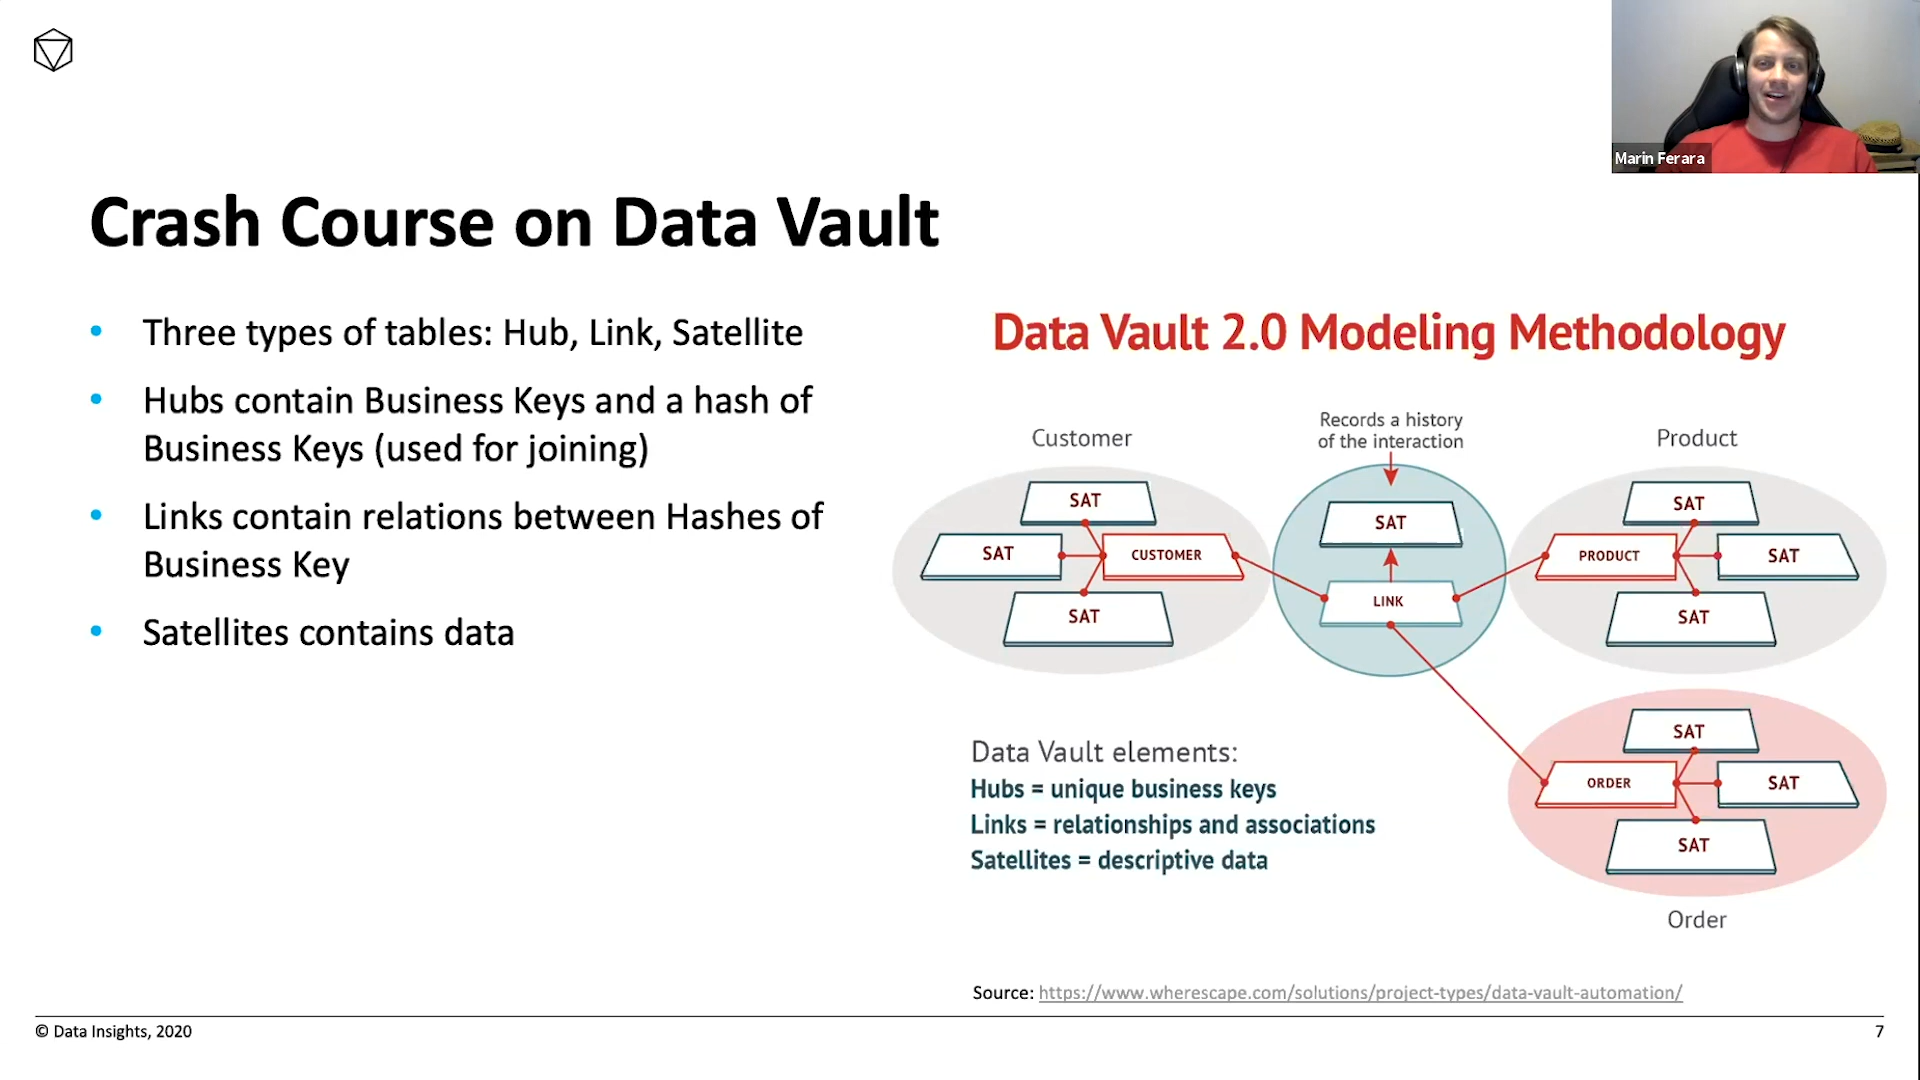 Marin Ferara
Crash Course on Data Vault
• Three types of tables: Hub, Link, Satellite
• Hubs contain Business Keys and a hash of
Business Keys (used for joining)
• Links contain relations between Hashes of
Business Key
• Satellites contains data
Data Vault 2.0 Modeling Methodology
Customer
Records a history
of the interaction
Product
SAT
SAT
CUSTOMER
SAT
SAT
LINK
SAT
PRODUCT
SAT
SAT
SAT
ORDER
SAT
SAT
Order
Data Vault elements:
Hubs = unique business keys
Links = relationships and associations
Satellites = descriptive data
Source: https://www.wherescape.com/solutions/project-types/data-vault-automation/
© Data Insights, 2020
7